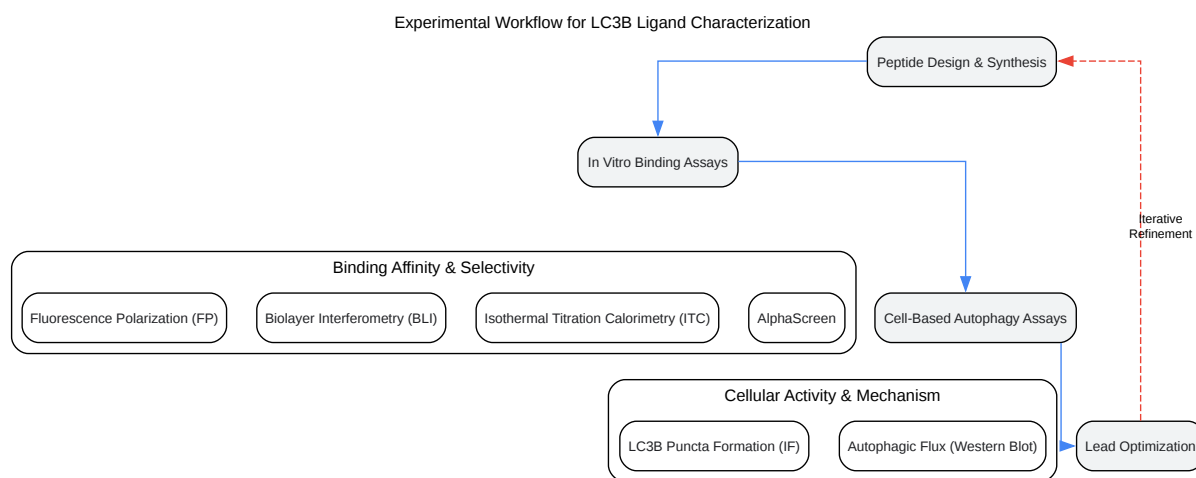 Experimental Workflow for LC3B Ligand Characterization
Peptide Design & Synthesis
In Vitro Binding Assays
Iterative
Refinement
Binding Affinity & Selectivity
Fluorescence Polarization (FP)
Biolayer Interferometry (BLI)
Isothermal Titration Calorimetry (ITC)
AlphaScreen
Cell-Based Autophagy Assays
Cellular Activity & Mechanism
LC3B Puncta Formation (IF)
Autophagic Flux (Western Blot)
Lead Optimization